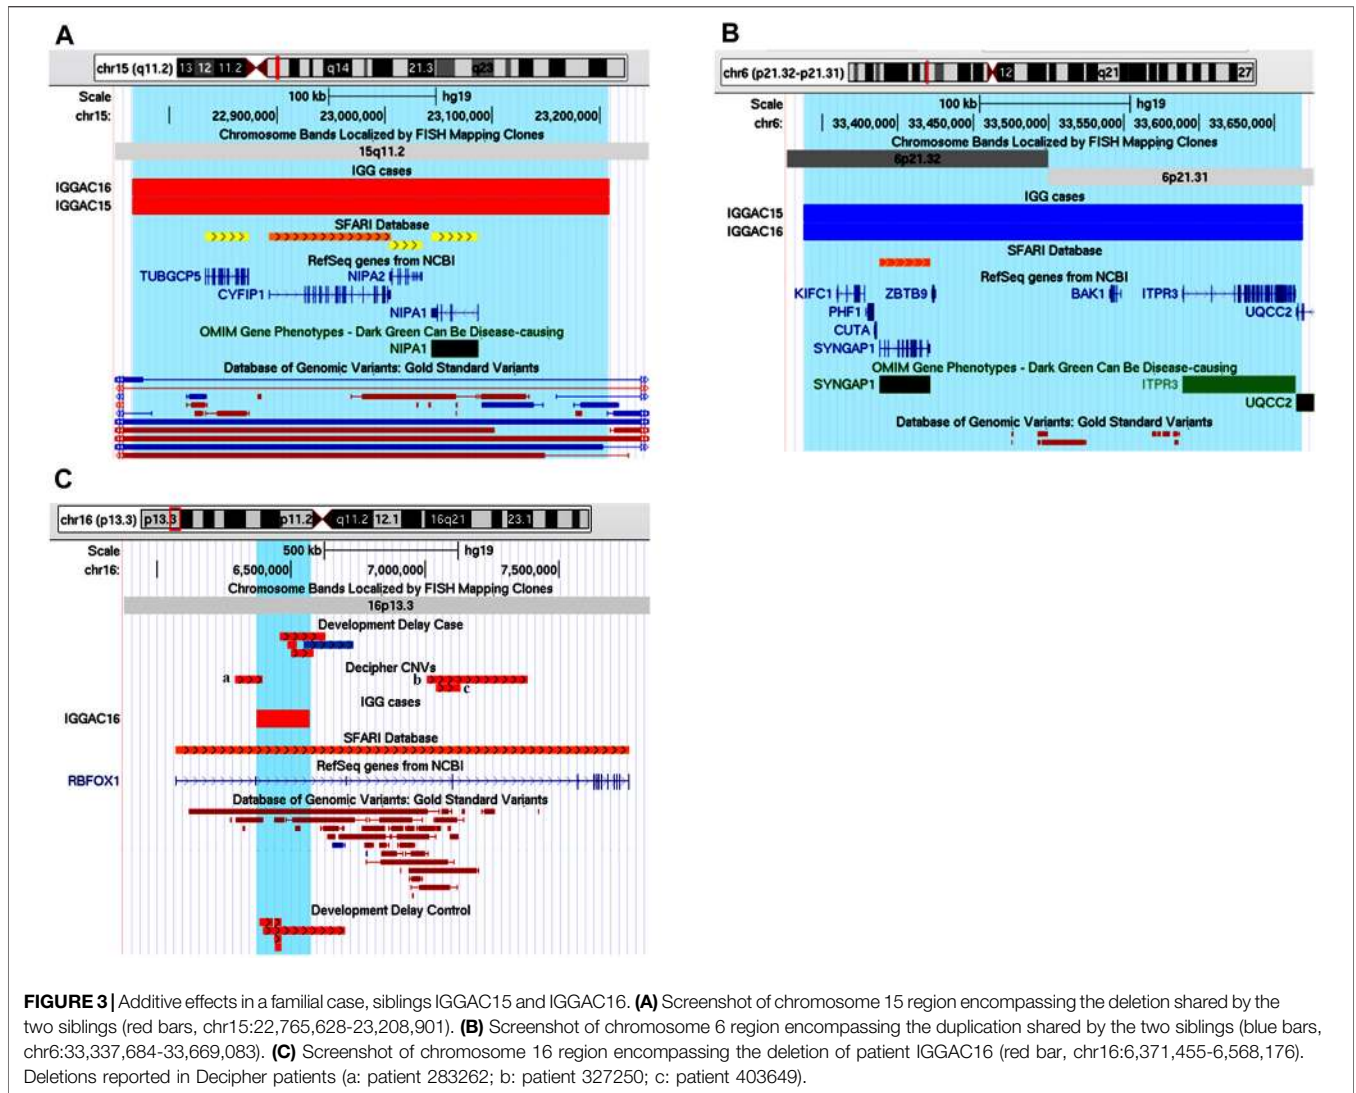 A
chr15 (q11.2) 13 12 11.2 q14 21.3 q23
Scale 100 kb hg19
chr15: 22,900,000 23,000,000 23,100,000 23,200,000
Chromosome Bands Localized by FISH Mapping Clones
15q11.2
IGG cases
IGGAC16
IGGAC15
SFARI Database
RefSeq genes from NCBI
TUBGCP5 NIPA2
CYFIP1
NIPA1
OMIM Gene Phenotypes - Dark Green Can Be Disease-causing
NIPA1
Database of Genomic Variants: Gold Standard Variants
B
chr6 (p21.32-p21.31) 12 q21 27
Scale 100 kb hg19
chr6: 33,400,000 33,450,000 33,500,000 33,550,000 33,600,000 33,650,000
Chromosome Bands Localized by FISH Mapping Clones
6p21.32
6p21.31
IGG cases
IGGAC15
IGGAC16
SFARI Database
RefSeq genes from NCBI
KIFC1 ZBTB9 BAK1 ITPR3
PHF1 UQCC2
CUTA
SYNGAP1
OMIM Gene Phenotypes - Dark Green Can Be Disease-causing
SYNGAP1 ITPR3
UQCC2
Database of Genomic Variants: Gold Standard Variants
C
chr16 (p13.3) p13.3 p11.2 q11.2 12.1 16q21 23.1
Scale 500 kb hg19
chr16: 6,500,000 7,000,000 7,500,000
Chromosome Bands Localized by FISH Mapping Clones
16p13.3
Development Delay Case
Decipher CNVs
a b
c
IGG cases
IGGAC16
SFARI Database
RefSeq genes from NCBI
RBFOX1
Database of Genomic Variants: Gold Standard Variants
Development Delay Control
FIGURE 3 | Additive effects in a familial case, siblings IGGAC15 and IGGAC16. (A) Screenshot of chromosome 15 region encompassing the deletion shared by the
two siblings (red bars, chr15:22,765,628-23,208,901). (B) Screenshot of chromosome 6 region encompassing the duplication shared by the two siblings (blue bars,
chr6:33,337,684-33,669,083). (C) Screenshot of chromosome 16 region encompassing the deletion of patient IGGAC16 (red bar, chr16:6,371,455-6,568,176).
Deletions reported in Decipher patients (a: patient 283262; b: patient 327250; c: patient 403649).